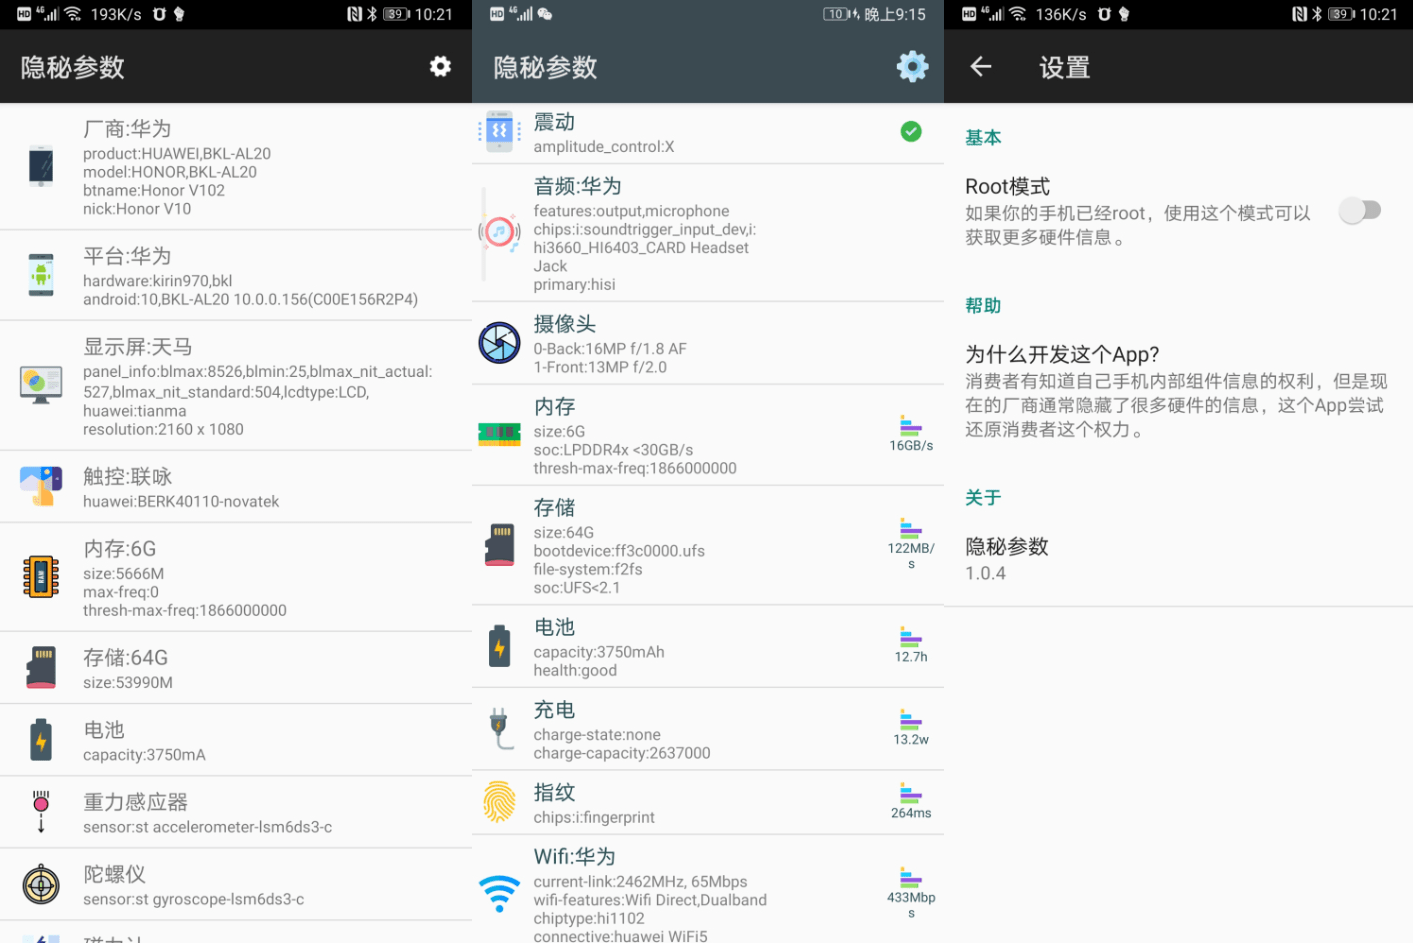 HD 4G 193K/s 39 10:21
隐秘参数
厂商:华为
product:HUAWEI,BKL-AL20
model:HONOR,BKL-AL20
btname:Honor V102
nick:Honor V10
平台:华为
hardware:kirin970,bkl
android:10,BKL-AL20 10.0.0.156(C00E156R2P4)
显示屏:天马
panel_info:blmax:8526,blmin:25,blmax_nit_actual:
527,blmax_nit_standard:504,lcdtype:LCD,
huawei:tianma
resolution:2160 x 1080
触控:联咏
huawei:BERK40110-novatek
RAM
内存:6G
size:5666M
max-freq:0
thresh-max-freq:1866000000
存储:64G
size:53990M
电池
capacity:3750mA
重力感应器
sensor:st accelerometer-lsm6ds3-c
陀螺仪
sensor:st gyroscope-lsm6ds3-c
HD 4G 10 晚上9:15
隐秘参数
震动
amplitude_control:X
音频:华为
features:output,microphone
chips:i:soundtrigger_input_dev,i:
hi3660_HI6403_CARD Headset
Jack
primary:hisi
摄像头
0-Back:16MP f/1.8 AF
1-Front:13MP f/2.0
内存
size:6G
soc:LPDDR4x <30GB/s
thresh-max-freq:1866000000
16GB/s
存储
size:64G
bootdevice:ff3c0000.ufs
file-system:f2fs
soc:UFS<2.1
122MB/
s
电池
capacity:3750mAh
health:good
12.7h
充电
charge-state:none
charge-capacity:2637000
13.2w
指纹
chips:i:fingerprint
264ms
Wifi:华为
current-link:2462MHz, 65Mbps
wifi-features:Wifi Direct,Dualband
chiptype:hi1102
connective:huawei WiFi5
433Mbp
s
HD 4G 136K/s 39 10:21
设置
基本
Root模式
如果你的手机已经root，使用这个模式可以
获取更多硬件信息。
帮助
为什么开发这个App?
消费者有知道自己手机内部组件信息的权利，但是现
在的厂商通常隐藏了很多硬件的信息，这个App尝试
还原消费者这个权力。
关于
隐秘参数
1.0.4